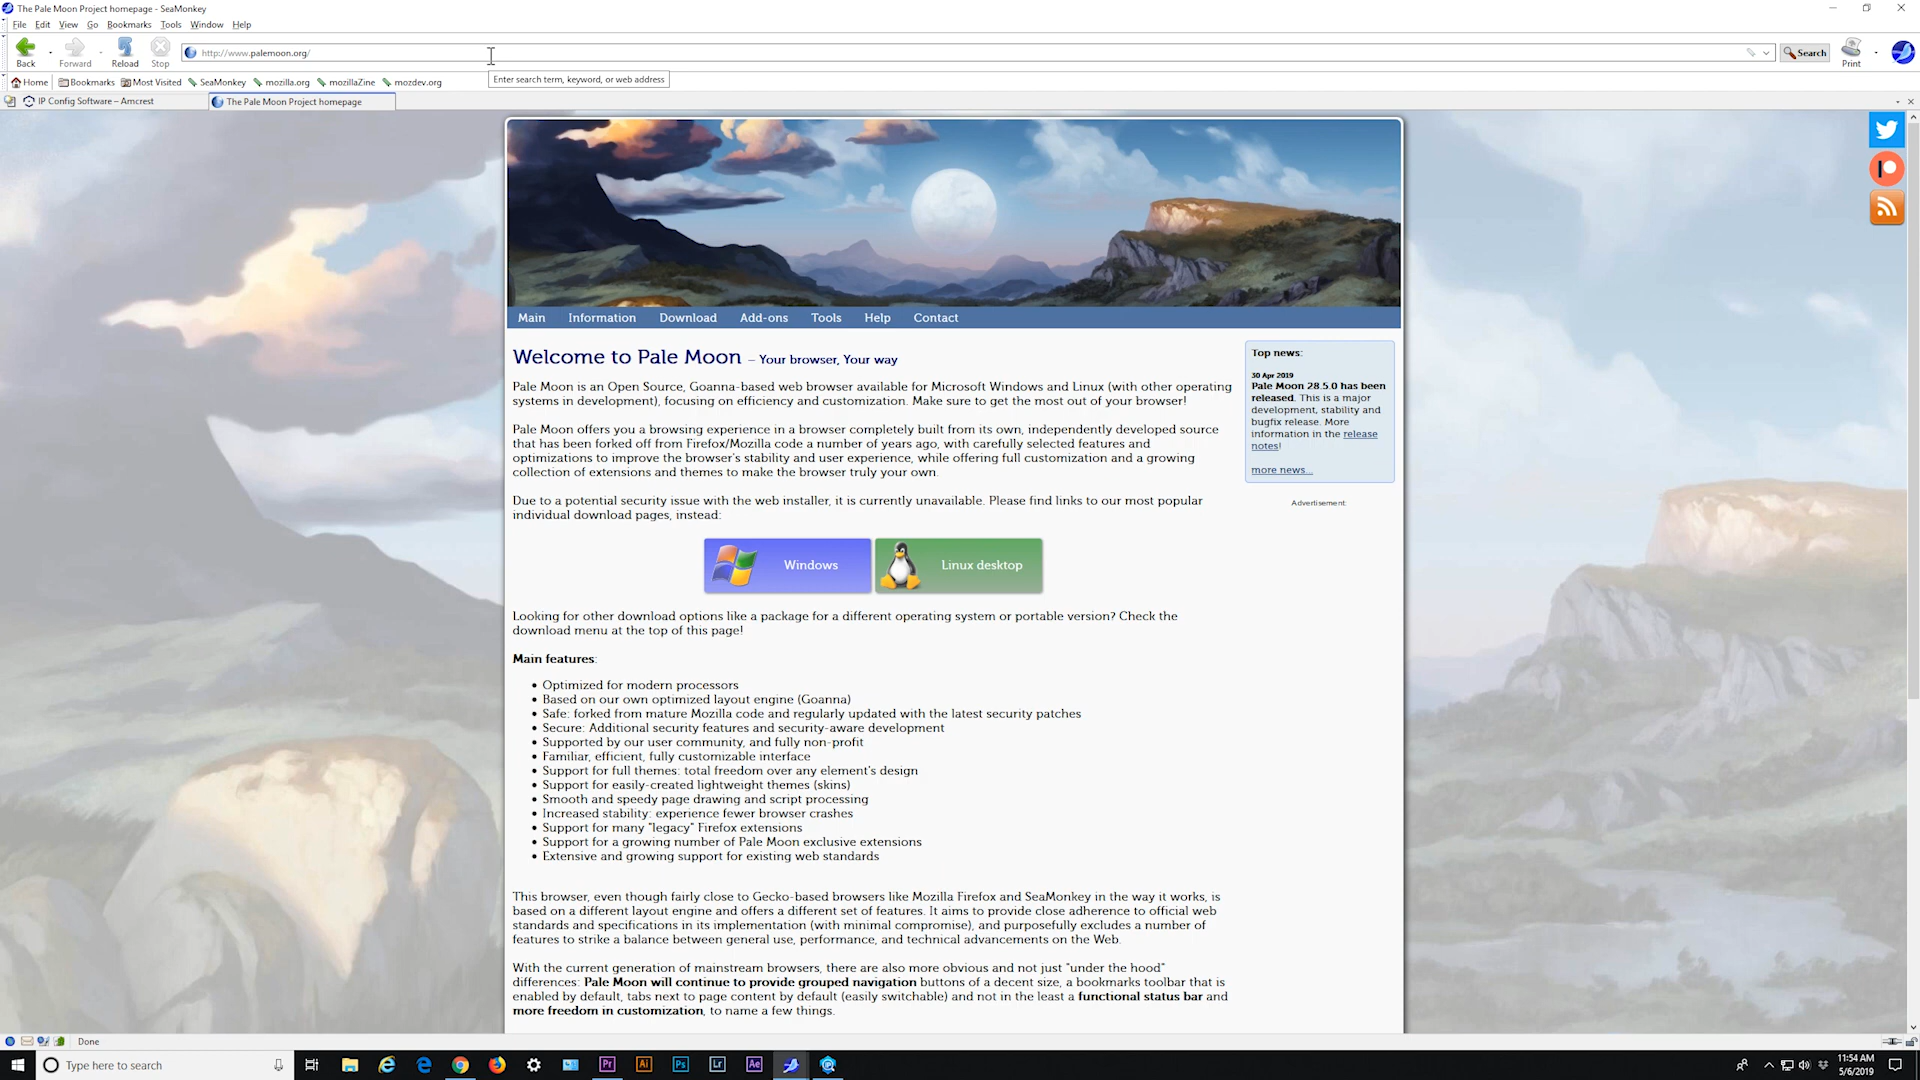 The Pale Moon Project homepage - SeaMonkey
File Edit View Go Bookmarks Tools Window Help
Back Forward Reload Stop http://www.palemoon.org/ Search Print
Home Bookmarks Most Visited SeaMonkey mozilla.org mozillaZine mozdev.org
Enter search term, keyword, or web address
IP Config Software – Amcrest The Pale Moon Project homepage
Main Information Download Add-ons Tools Help Contact
Welcome to Pale Moon – Your browser, Your way
Pale Moon is an Open Source, Goanna-based web browser available for Microsoft Windows and Linux (with other operating
systems in development), focusing on efficiency and customization. Make sure to get the most out of your browser!
Pale Moon offers you a browsing experience in a browser completely built from its own, independently developed source
that has been forked off from Firefox/Mozilla code a number of years ago, with carefully selected features and
optimizations to improve the browser's stability and user experience, while offering full customization and a growing
collection of extensions and themes to make the browser truly your own.
Due to a potential security issue with the web installer, it is currently unavailable. Please find links to our most popular
individual download pages, instead:
Windows Linux desktop
Looking for other download options like a package for a different operating system or portable version? Check the
download menu at the top of this page!
Main features:
• Optimized for modern processors
• Based on our own optimized layout engine (Goanna)
• Safe: forked from mature Mozilla code and regularly updated with the latest security patches
• Secure: Additional security features and security-aware development
• Supported by our user community, and fully non-profit
• Familiar, efficient, fully customizable interface
• Support for full themes: total freedom over any element's design
• Support for easily-created lightweight themes (skins)
• Smooth and speedy page drawing and script processing
• Increased stability: experience fewer browser crashes
• Support for many "legacy" Firefox extensions
• Support for a growing number of Pale Moon exclusive extensions
• Extensive and growing support for existing web standards
This browser, even though fairly close to Gecko-based browsers like Mozilla Firefox and SeaMonkey in the way it works, is
based on a different layout engine and offers a different set of features. It aims to provide close adherence to official web
standards and specifications in its implementation (with minimal compromise), and purposefully excludes a number of
features to strike a balance between general use, performance, and technical advancements on the Web.
With the current generation of mainstream browsers, there are also more obvious and not just "under the hood"
differences: Pale Moon will continue to provide grouped navigation buttons of a decent size, a bookmarks toolbar that is
enabled by default, tabs next to page content by default (easily switchable) and not in the least a functional status bar and
more freedom in customization, to name a few things.
Top news:
30 Apr 2019
Pale Moon 28.5.0 has been
released. This is a major
development, stability and
bugfix release. More
information in the release
notes!
more news...
Advertisement:
Done
Type here to search
Pr Ai Ps Lr Ae
11:54 AM
5/6/2019